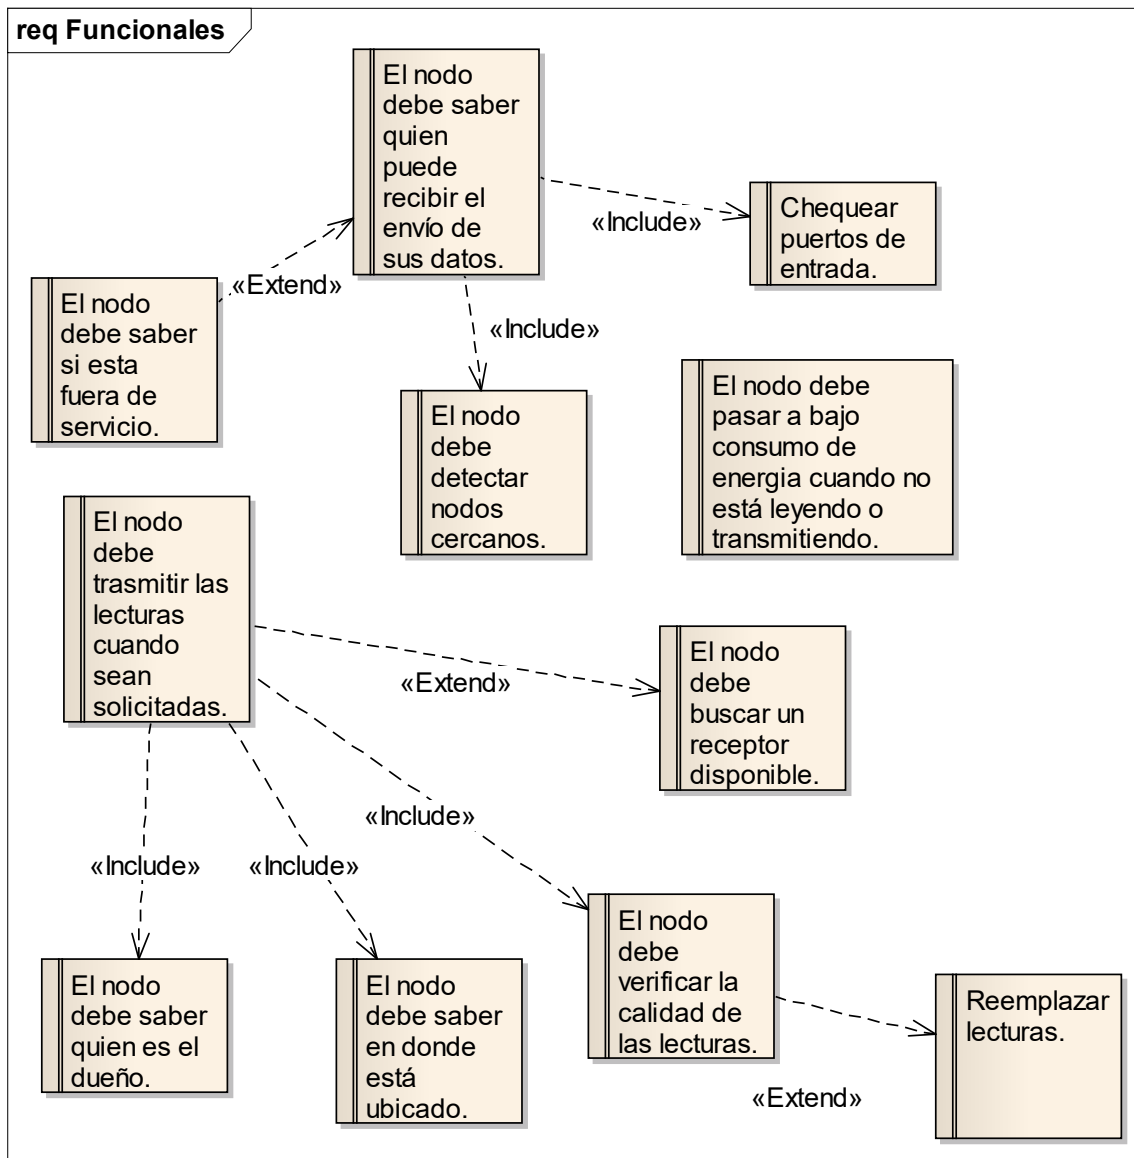 req Funcionales
El nodo
debe saber
quien
puede
recibir el
envío de
sus datos.
«Include»
Chequear
puertos de
entrada.
«Extend»
El nodo
debe saber
si esta
fuera de
servicio.
«Include»
El nodo
debe
detectar
nodos
cercanos.
El nodo debe
pasar a bajo
consumo de
energia cuando no
está leyendo o
transmitiendo.
El nodo
debe
trasmitir las
lecturas
cuando
sean
solicitadas.
«Extend»
El nodo
debe
buscar un
receptor
disponible.
«Include»
«Include»
«Include»
El nodo
debe saber
quien es el
dueño.
El nodo
debe saber
en donde
está
ubicado.
El nodo
debe
verificar la
calidad de
las lecturas.
«Extend»
Reemplazar
lecturas.